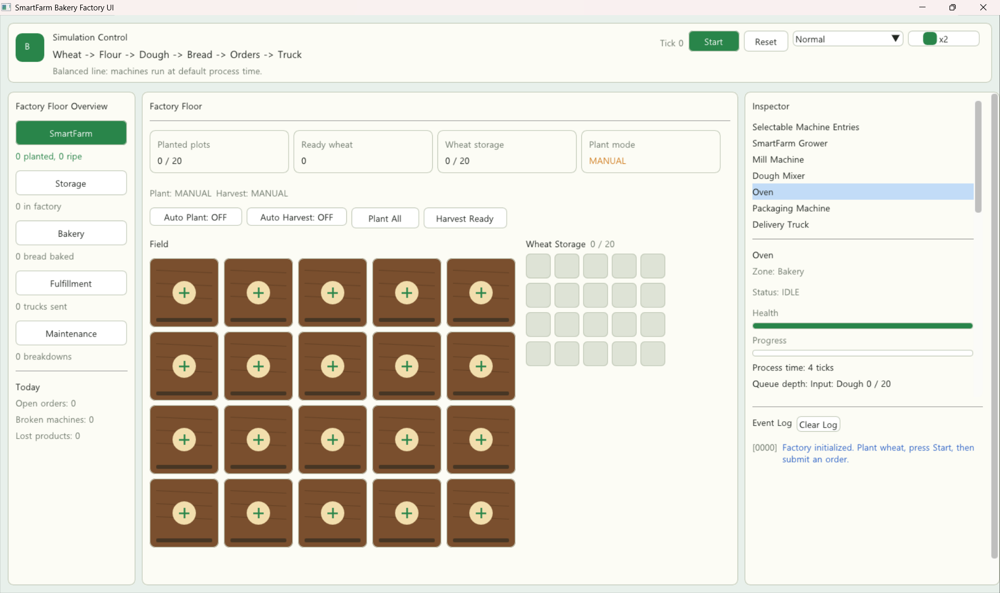 SmartFarm Bakery Factory UI
B
Simulation Control
Wheat -> Flour -> Dough -> Bread -> Orders -> Truck
Balanced line: machines run at default process time.
Tick 0
Start
Reset
Normal
x2
Factory Floor Overview
SmartFarm
0 planted, 0 ripe
Storage
0 in factory
Bakery
0 bread baked
Fulfillment
0 trucks sent
Maintenance
0 breakdowns
Today
Open orders: 0
Broken machines: 0
Lost products: 0
Factory Floor
Planted plots
0 / 20
Ready wheat
0
Wheat storage
0 / 20
Plant mode
MANUAL
Plant: MANUAL Harvest: MANUAL
Auto Plant: OFF
Auto Harvest: OFF
Plant All
Harvest Ready
Field
Wheat Storage 0 / 20
Inspector
Selectable Machine Entries
SmartFarm Grower
Mill Machine
Dough Mixer
Oven
Packaging Machine
Delivery Truck
Oven
Zone: Bakery
Status: IDLE
Health
Progress
Process time: 4 ticks
Queue depth: Input: Dough 0 / 20
Event Log
Clear Log
[0000] Factory initialized. Plant wheat, press Start, then
submit an order.